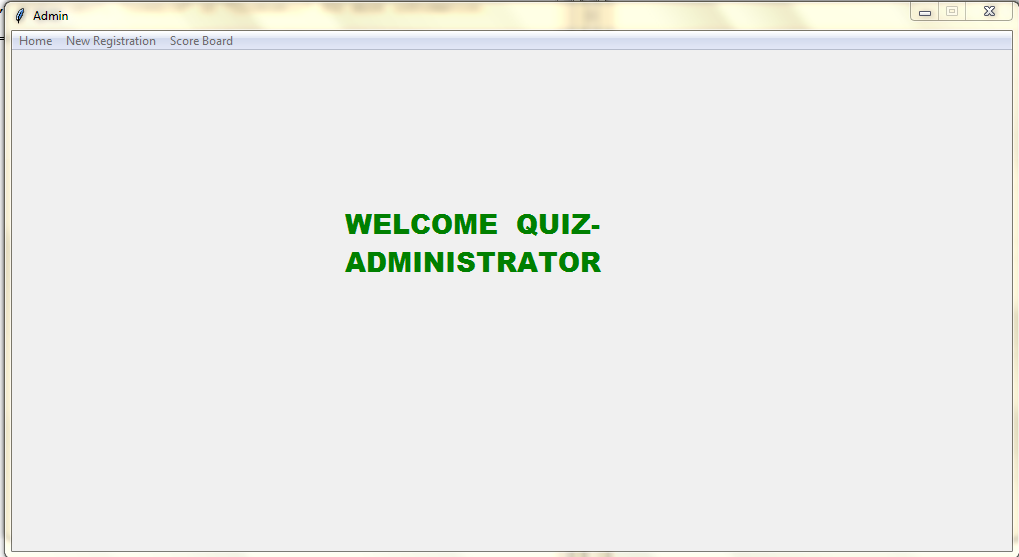 Admin
Home New Registration Score Board
WELCOME QUIZ-
ADMINISTRATOR